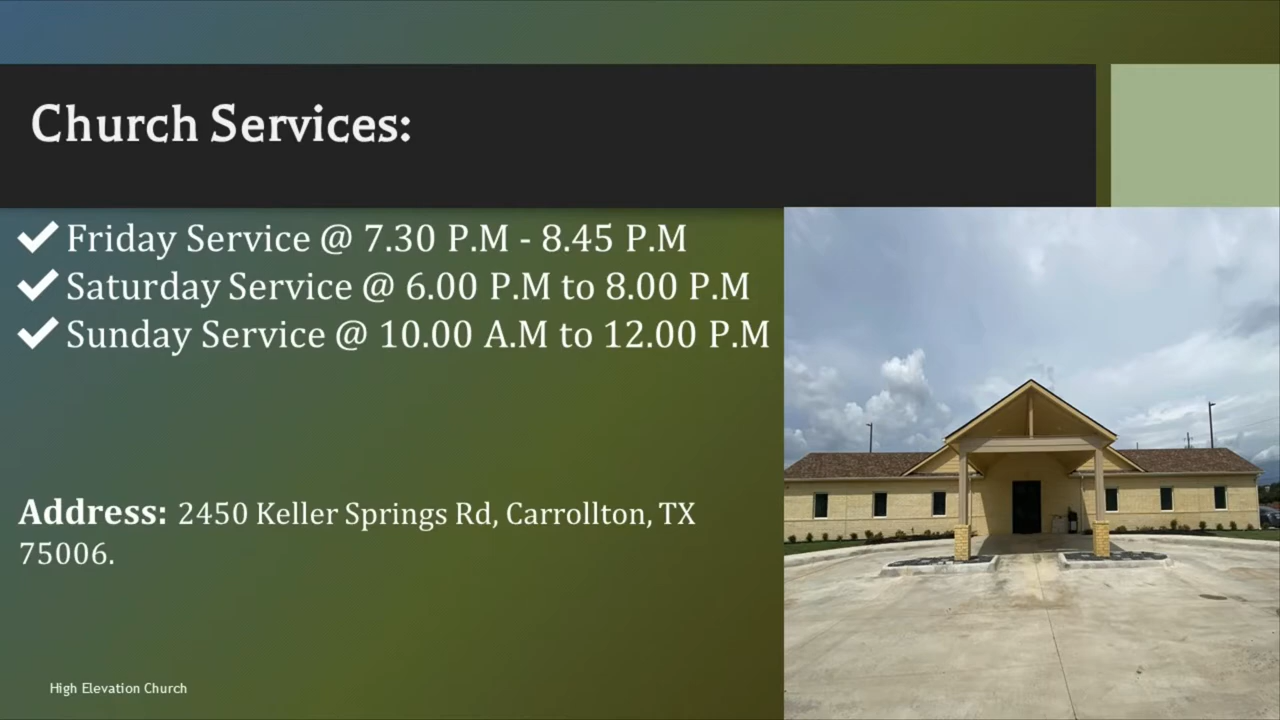 Church Services:
Friday Service @ 7.30 P.M - 8.45 P.M
Saturday Service @ 6.00 P.M to 8.00 P.M
Sunday Service @ 10.00 A.M to 12.00 P.M
Address: 2450 Keller Springs Rd, Carrollton, TX
75006.
High Elevation Church